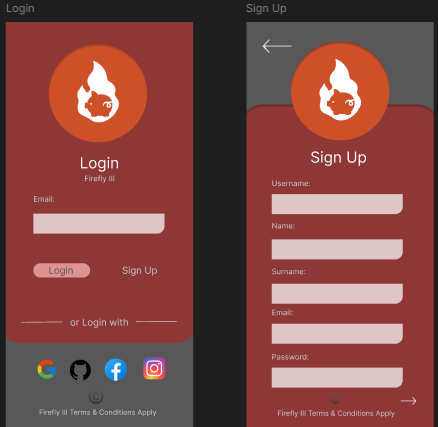 Login
Sign Up
Login
Firefly iii
Email:
Login
Sign Up
or Login with
Firefly III Terms & Conditions Apply
Sign Up
Username:
Name:
Surname:
Email:
Password:
Firefly III Terms & Conditions Apply